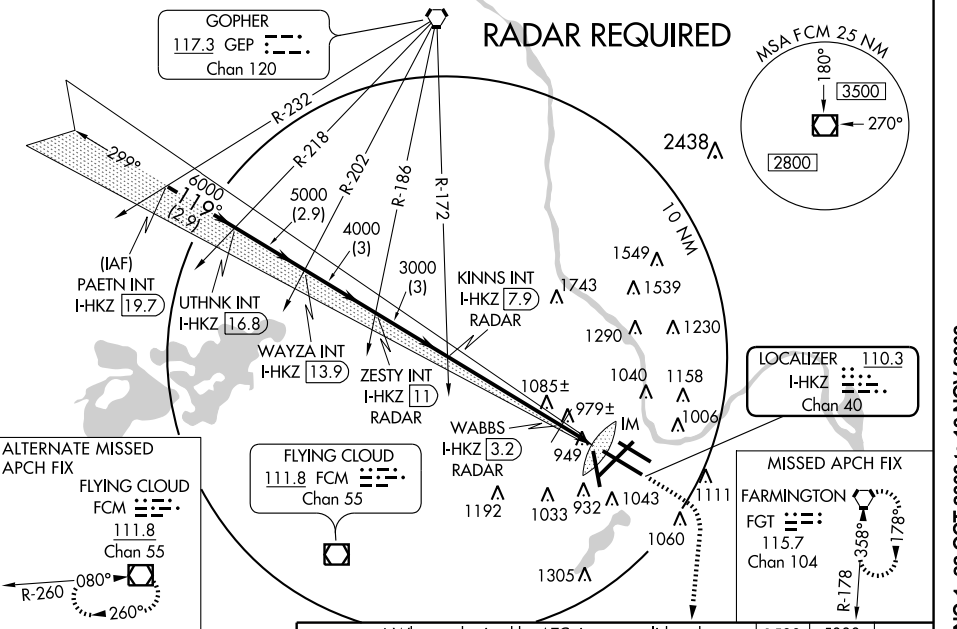 GOPHER
117.3 GEP
Chan 120
RADAR REQUIRED
MSA FCM 25 NM
180°
3500
270°
2800
R-232
R-218
R-202
R-186
R-172
2438
299°
6000
119°
(2.9)
5000
(2.9)
4000
(3)
3000
(3)
10 NM
(IAF)
PAETN INT
I-HKZ 19.7
UTHNK INT
I-HKZ 16.8
WAYZA INT
I-HKZ 13.9
ZESTY INT
I-HKZ 11
RADAR
KINNS INT
I-HKZ 7.9
RADAR
1549
1743
1539
1290
1230
1040
1158
1085±
979±
1006
IM
WABBS
I-HKZ 3.2
RADAR
949
LOCALIZER 110.3
I-HKZ
Chan 40
1192
1033
932
1043
1111
1060
1305
ALTERNATE MISSED
APCH FIX
FLYING CLOUD
FCM
111.8
Chan 55
080°
R-260
260°
FLYING CLOUD
111.8 FCM
Chan 55
MISSED APCH FIX
FARMINGTON
FGT
115.7
Chan 104
358°
178°
R-178